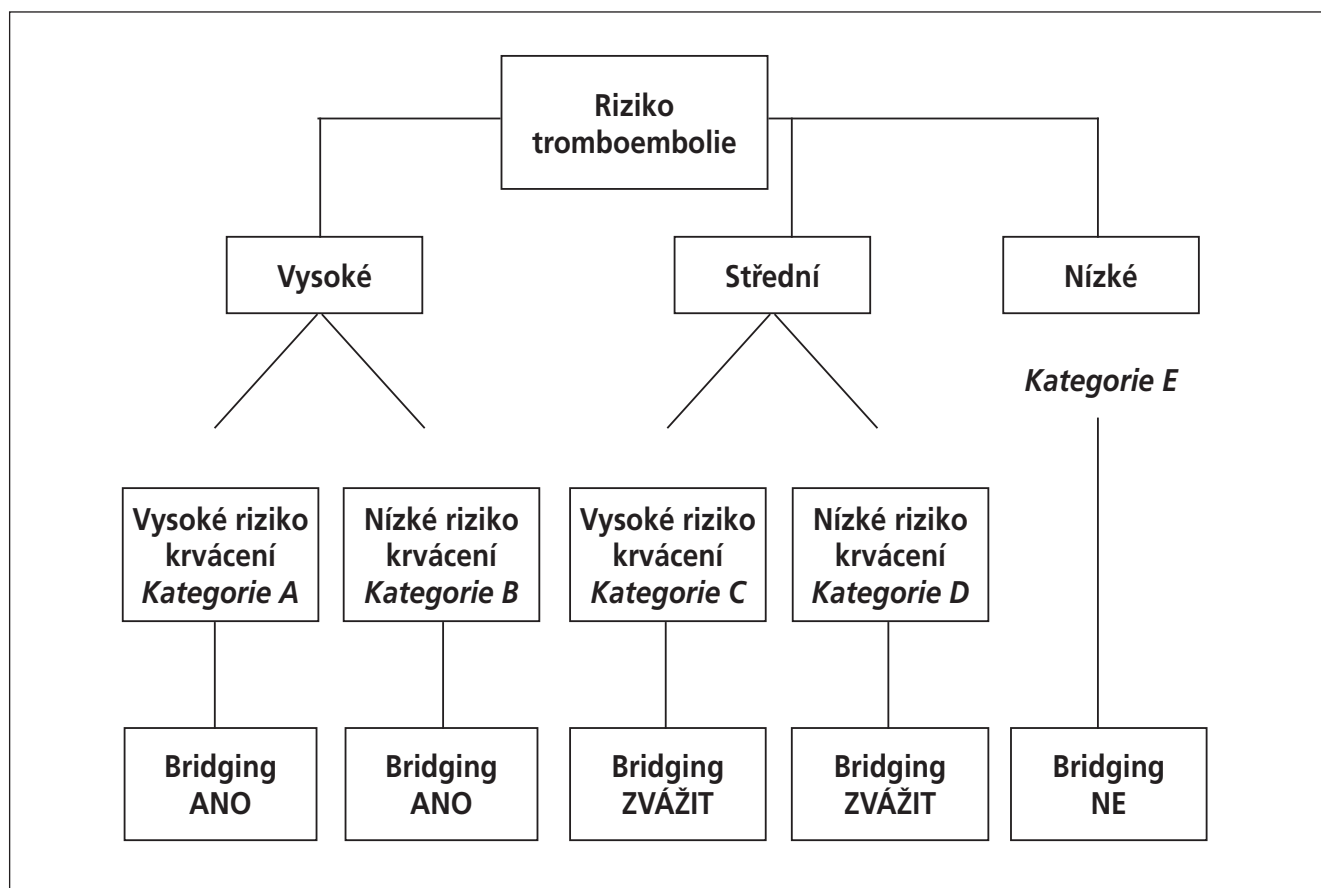 Riziko
tromboembolie
Vysoké
Střední
Nízké
Kategorie E
Vysoké riziko
krvácení
Kategorie A
Nízké riziko
krvácení
Kategorie B
Vysoké riziko
krvácení
Kategorie C
Nízké riziko
krvácení
Kategorie D
Bridging
ANO
Bridging
ANO
Bridging
ZVÁŽIT
Bridging
ZVÁŽIT
Bridging
NE